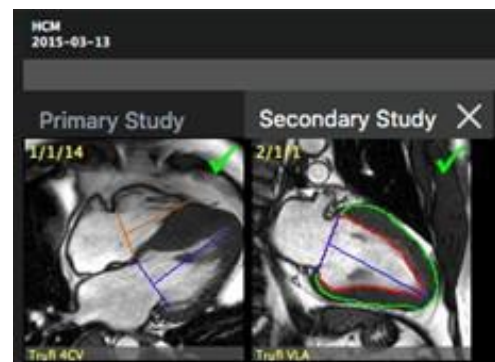 HCM
2015-03-13
Primary Study
Secondary Study
1/1/14
2/1/1
Trufi 4CV
Trufi VLA